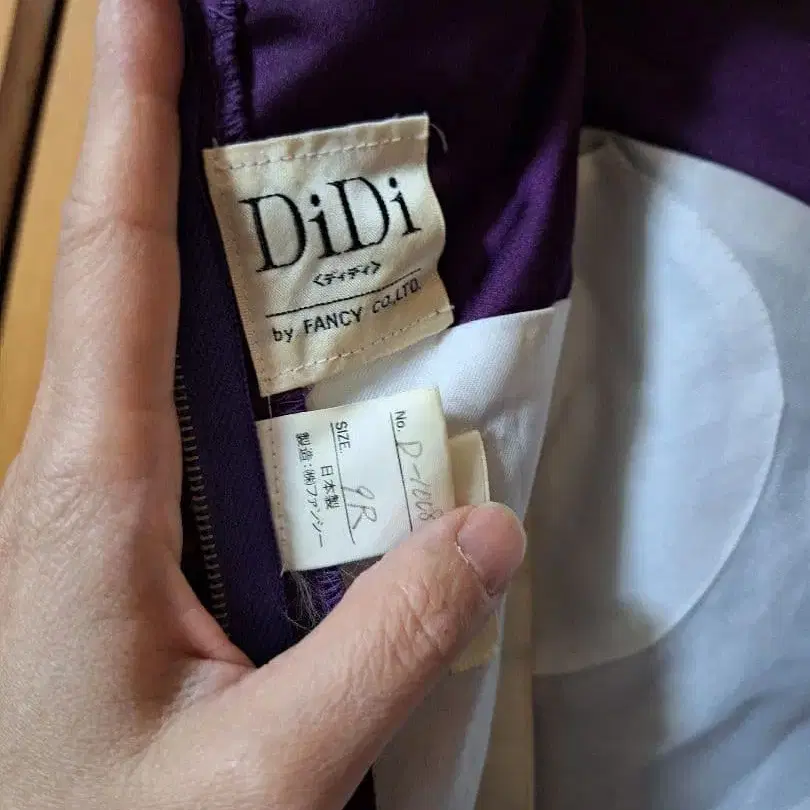 DiDi
<ディディ>
by FANCY CO.,LTD.
No. D-1008
SIZE 9R
日本製
製造:㈱ファンシー